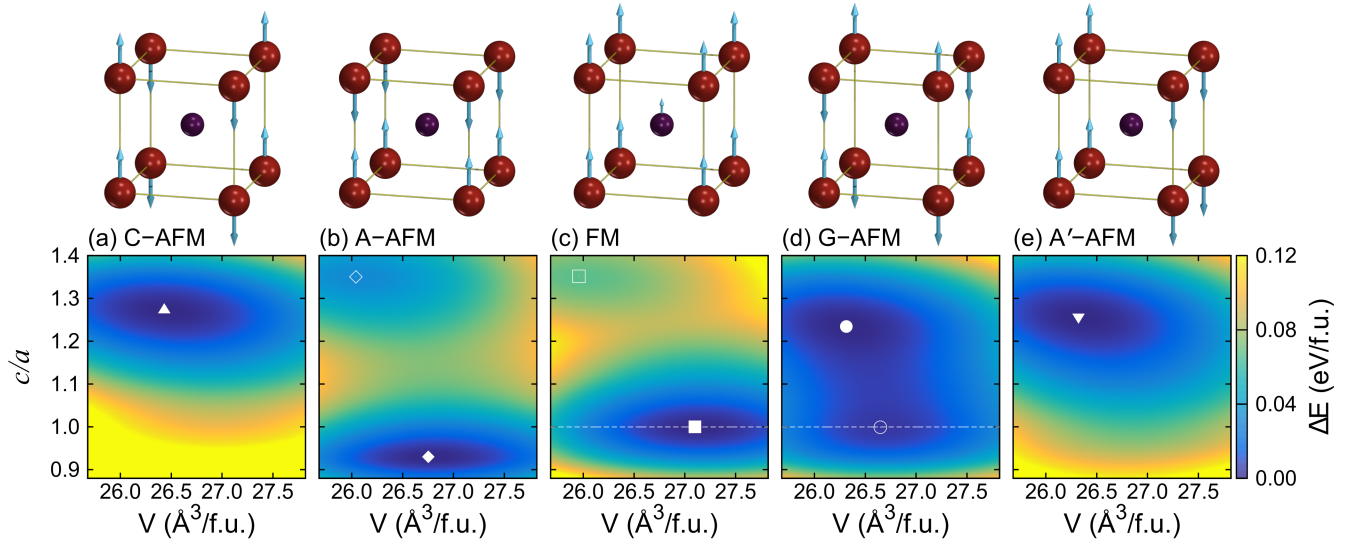 (a) C−AFM
(b) A−AFM
(c) FM
(d) G−AFM
(e) A′−AFM
1.4
1.3
1.2
1.1
1.0
0.9
c/a
26.0 26.5 27.0 27.5
26.0 26.5 27.0 27.5
26.0 26.5 27.0 27.5
26.0 26.5 27.0 27.5
26.0 26.5 27.0 27.5
V (Å³/f.u.)
V (Å³/f.u.)
V (Å³/f.u.)
V (Å³/f.u.)
V (Å³/f.u.)
0.12
0.08
0.04
0.00
ΔE (eV/f.u.)